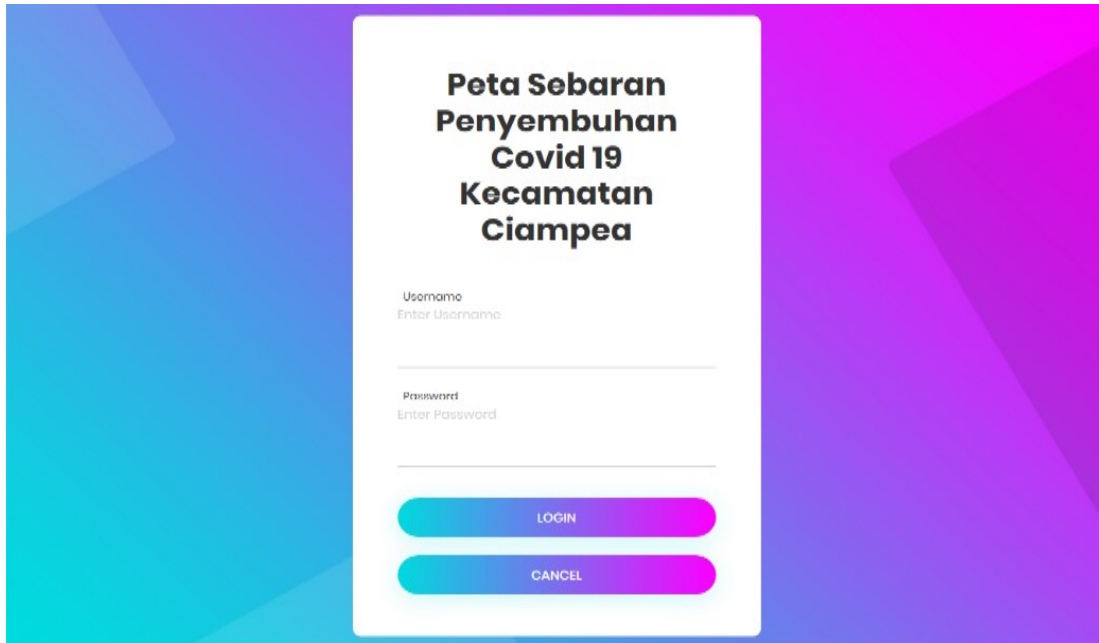 Peta Sebaran
Penyembuhan
Covid 19
Kecamatan
Ciampea
Username
Enter Username
Password
Enter Password
LOGIN
CANCEL